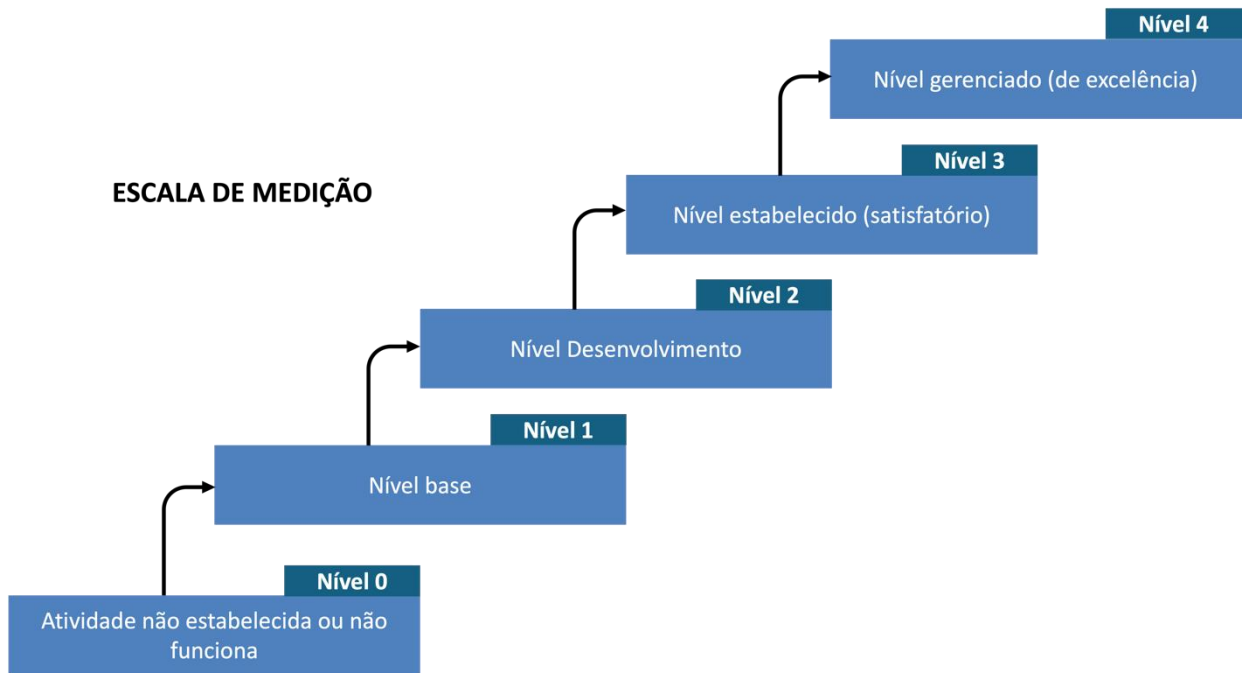 Nível 4
Nível gerenciado (de excelência)
Nível 3
ESCALA DE MEDIÇÃO
Nível estabelecido (satisfatório)
Nível 2
Nível Desenvolvimento
Nível 1
Nível base
Nível 0
Atividade não estabelecida ou não
funciona